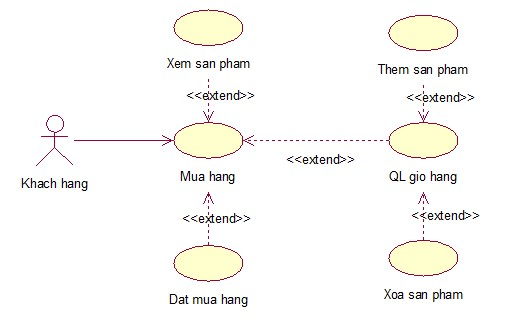 Xem san pham
Them san pham
<<extend>>
<<extend>>
Khach hang
Mua hang
<<extend>>
QL gio hang
<<extend>>
<<extend>>
Dat mua hang
Xoa san pham